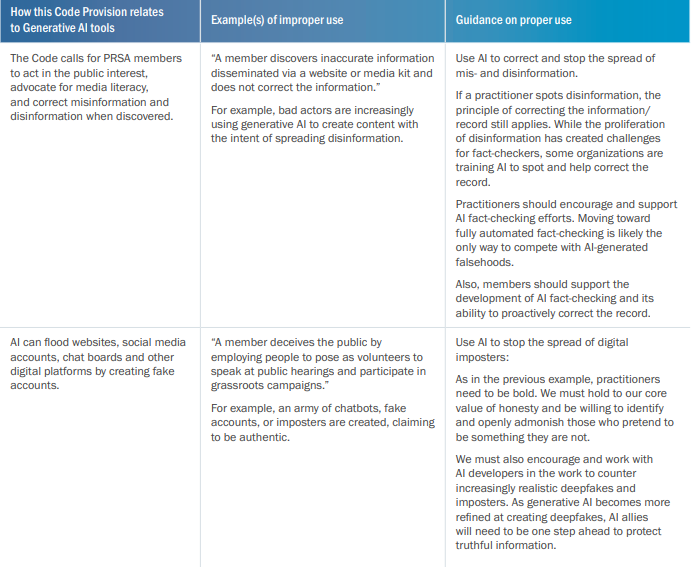 How this Code Provision relates
to Generative AI tools
Example(s) of improper use
Guidance on proper use
The Code calls for PRSA members
to act in the public interest,
advocate for media literacy,
and correct misinformation and
disinformation when discovered.
“A member discovers inaccurate information
disseminated via a website or media kit and
does not correct the information.”
For example, bad actors are increasingly
using generative AI to create content with
the intent of spreading disinformation.
Use AI to correct and stop the spread of
mis- and disinformation.
If a practitioner spots disinformation, the
principle of correcting the information/
record still applies. While the proliferation
of disinformation has created challenges
for fact-checkers, some organizations are
training AI to spot and help correct the
record.
Practitioners should encourage and support
AI fact-checking efforts. Moving toward
fully automated fact-checking is likely the
only way to compete with AI-generated
falsehoods.
Also, members should support the
development of AI fact-checking and its
ability to proactively correct the record.
AI can flood websites, social media
accounts, chat boards and other
digital platforms by creating fake
accounts.
“A member deceives the public by
employing people to pose as volunteers to
speak at public hearings and participate in
grassroots campaigns.”
For example, an army of chatbots, fake
accounts, or imposters are created, claiming
to be authentic.
Use AI to stop the spread of digital
imposters:
As in the previous example, practitioners
need to be bold. We must hold to our core
value of honesty and be willing to identify
and openly admonish those who pretend to
be something they are not.
We must also encourage and work with
AI developers in the work to counter
increasingly realistic deepfakes and
imposters. As generative AI becomes more
refined at creating deepfakes, AI allies
will need to be one step ahead to protect
truthful information.